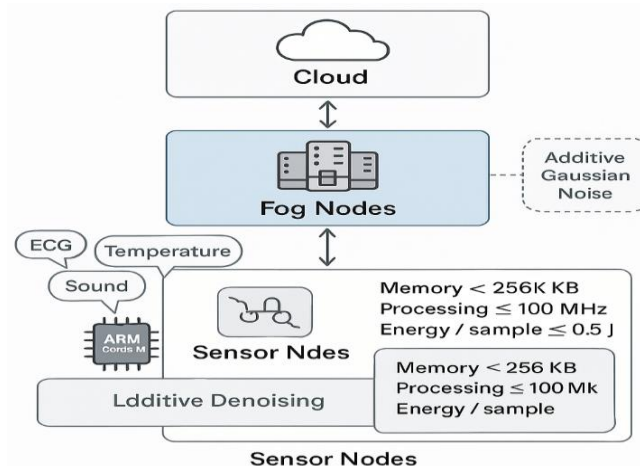 Cloud
Fog Nodes
Additive
Gaussian
Noise
ECG
Temperature
Sound
ARM
Cords M
Sensor Ndes
Memory < 256K KB
Processing ≤ 100 MHz
Energy / sample ≤ 0.5 J
Memory < 256 KB
Processing ≤ 100 Mk
Energy / sample
Ldditive Denoising
Sensor Nodes